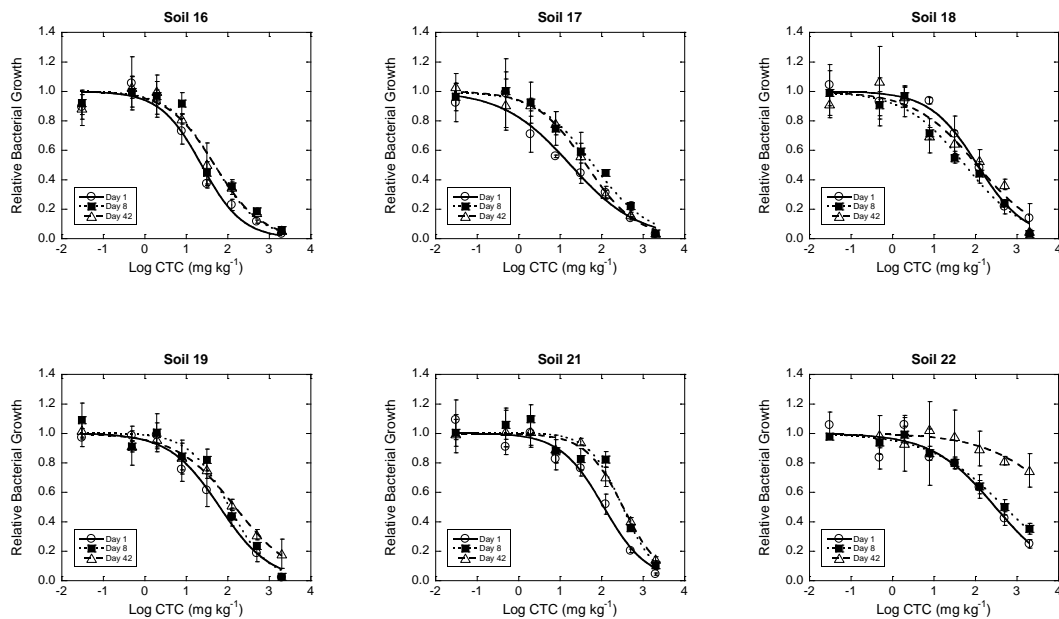 Soil 16
Relative Bacterial Growth
1.4
1.2
1.0
0.8
0.6
0.4
0.2
0.0
Day 1
Day 8
Day 42
-2 -1 0 1 2 3 4
Log CTC (mg kg-1)
Soil 17
Relative Bacterial Growth
1.4
1.2
1.0
0.8
0.6
0.4
0.2
0.0
Day 1
Day 8
Day 42
-2 -1 0 1 2 3 4
Log CTC (mg kg-1)
Soil 18
Relative Bacterial Growth
1.4
1.2
1.0
0.8
0.6
0.4
0.2
0.0
Day 1
Day 8
Day 42
-2 -1 0 1 2 3 4
Log CTC (mg kg-1)
Soil 19
Relative Bacterial Growth
1.4
1.2
1.0
0.8
0.6
0.4
0.2
0.0
Day 1
Day 8
Day 42
-2 -1 0 1 2 3 4
Log CTC (mg kg-1)
Soil 21
Relative Bacterial Growth
1.4
1.2
1.0
0.8
0.6
0.4
0.2
0.0
Day 1
Day 8
Day 42
-2 -1 0 1 2 3 4
Log CTC (mg kg-1)
Soil 22
Relative Bacterial Growth
1.4
1.2
1.0
0.8
0.6
0.4
0.2
0.0
Day 1
Day 8
Day 42
-2 -1 0 1 2 3 4
Log CTC (mg kg-1)